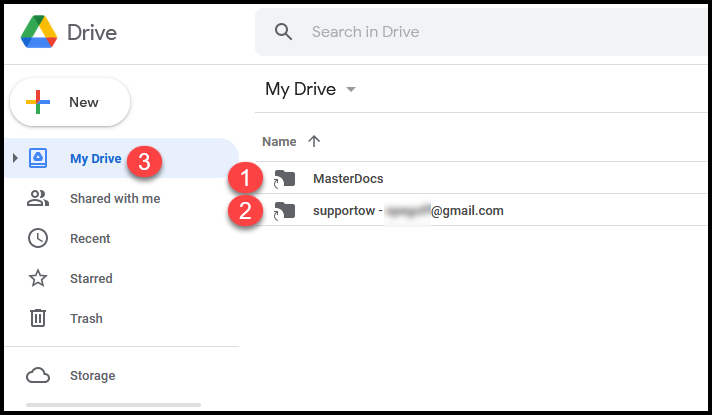 Drive
Search in Drive
New
My Drive
Name
My Drive 3
1 MasterDocs
Shared with me
2 supportow - @gmail.com
Recent
Starred
Trash
Storage